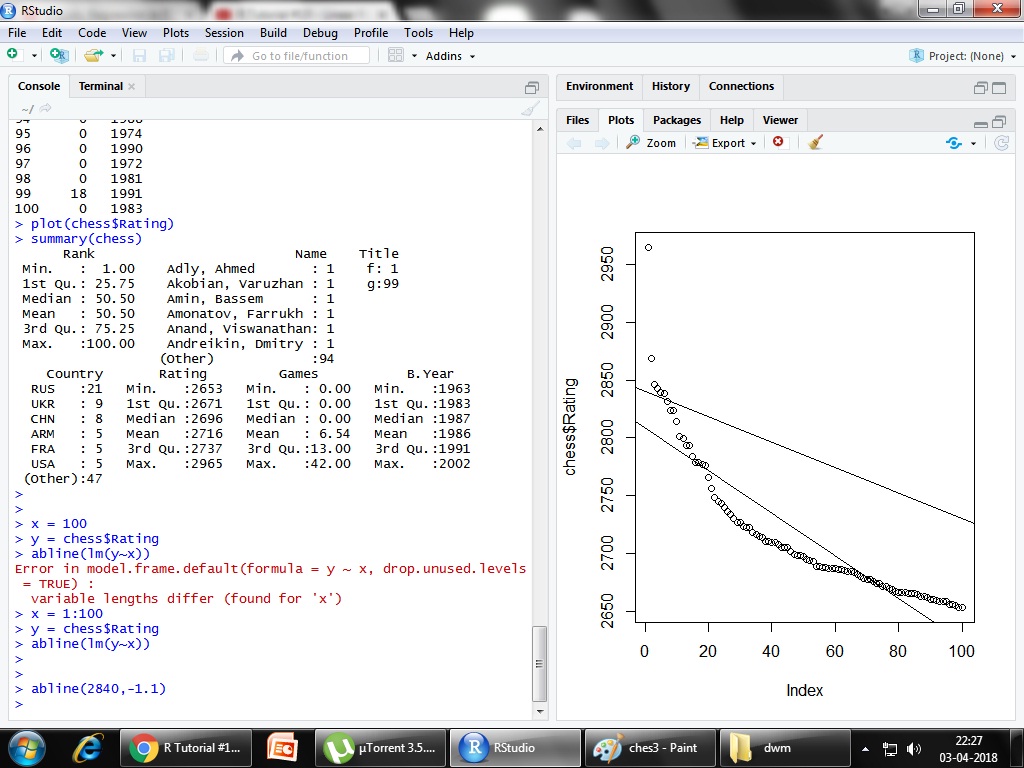 RStudio
File Edit Code View Plots Session Build Debug Profile Tools Help
Go to file/function
Addins
Project: (None)
Console Terminal
~/
94 0 1988
95 0 1974
96 0 1990
97 0 1972
98 0 1981
99 18 1991
100 0 1983
> plot(chess$Rating)
> summary(chess)
Rank Name Title
Min. : 1.00 Adly, Ahmed : 1 f: 1
1st Qu.: 25.75 Akobian, Varuzhan : 1 g:99
Median : 50.50 Amin, Bassem : 1
Mean : 50.50 Amonatov, Farrukh : 1
3rd Qu.: 75.25 Anand, Viswanathan: 1
Max. :100.00 Andreikin, Dmitry : 1
(Other) :94
Country Rating Games B.Year
RUS :21 Min. :2653 Min. : 0.00 Min. :1963
UKR : 9 1st Qu.:2671 1st Qu.: 0.00 1st Qu.:1983
CHN : 8 Median :2696 Median : 0.00 Median :1987
ARM : 5 Mean :2716 Mean : 6.54 Mean :1986
FRA : 5 3rd Qu.:2737 3rd Qu.:13.00 3rd Qu.:1991
USA : 5 Max. :2965 Max. :42.00 Max. :2002
(Other):47
>
>
> x = 100
> y = chess$Rating
> abline(lm(y~x))
Error in model.frame.default(formula = y ~ x, drop.unused.levels
= TRUE) :
variable lengths differ (found for 'x')
> x = 1:100
> y = chess$Rating
> abline(lm(y~x))
>
>
> abline(2840,-1.1)
>
Environment History Connections
Files Plots Packages Help Viewer
Zoom Export
chess$Rating
2950
2900
2850
2800
2750
2700
2650
0 20 40 60 80 100
Index
R Tutorial #1...
µTorrent 3.5....
RStudio
ches3 - Paint
dwm
22:27
03-04-2018